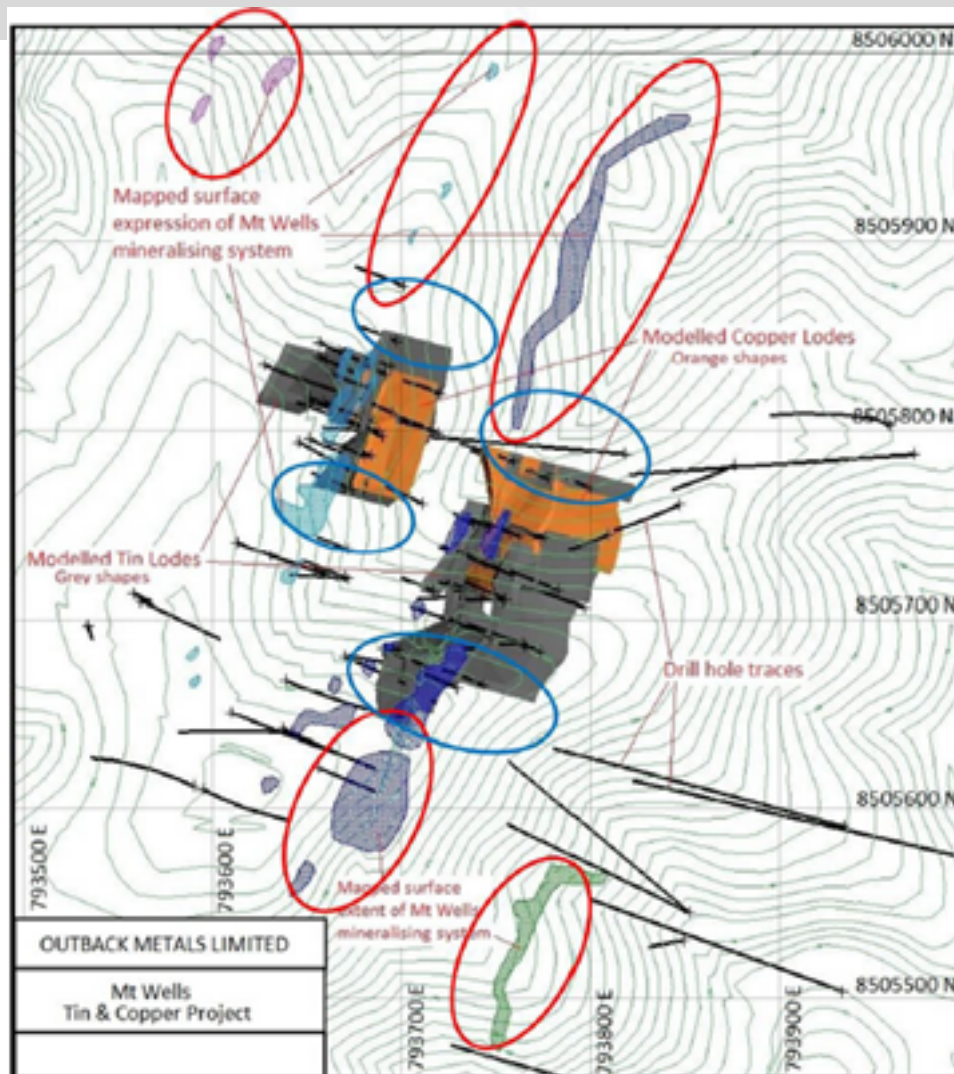 8506000 N
Mapped surface
expression of Mt Wells
mineralising system
8505900 N
Modelled Copper Lodes
Orange shapes
8505800 N
Modelled Tin Lodes
Grey shapes
8505700 N
Drill hole traces
8505600 N
793500 E
793600 E
Mapped surface
extent of Mt Wells
mineralising system
OUTBACK METALS LIMITED
Mt Wells
Tin & Copper Project
793700 E
793800 E
793900 E
8505500 N